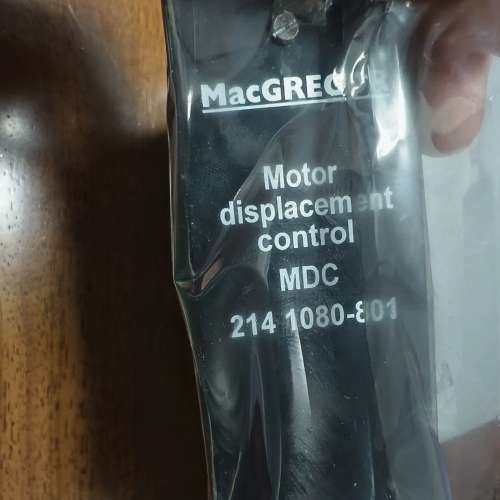 MacGREGOR
Motor
displacement
control
MDC
214 1080-801